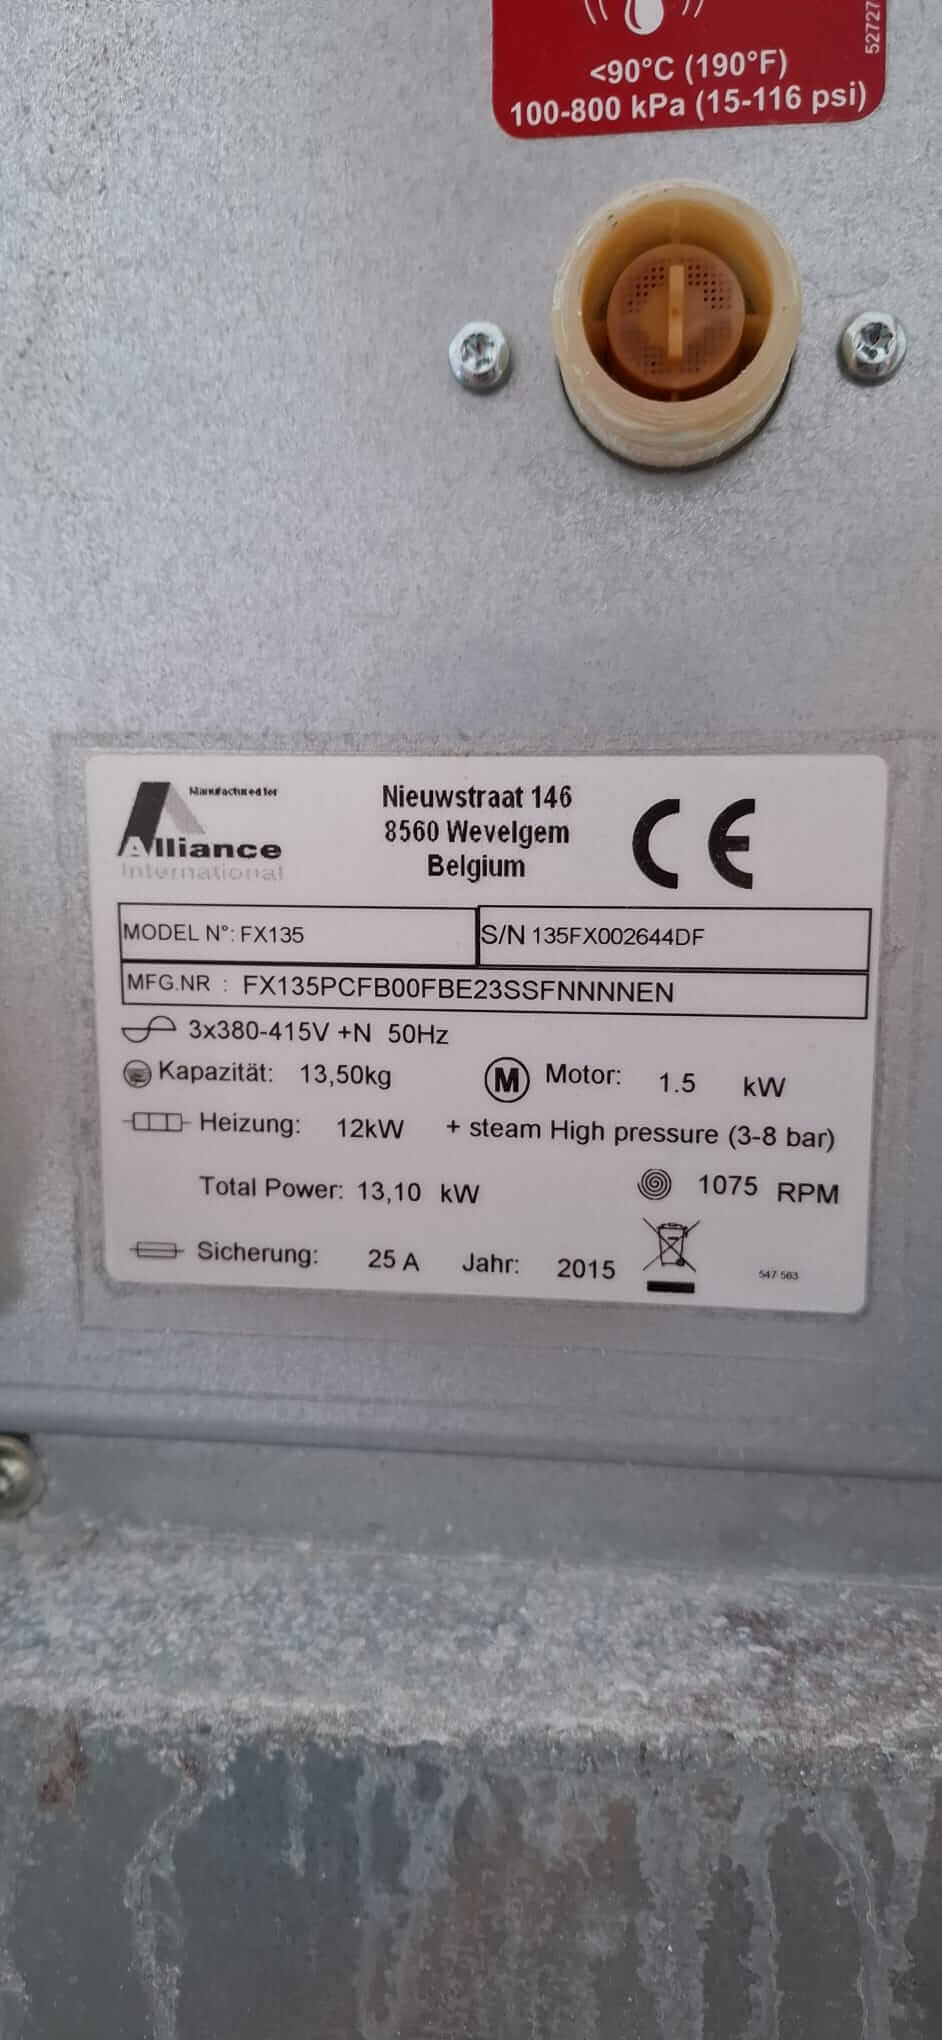 <90°C (190°F)
100-800 kPa (15-116 psi)
52727
Manufactured for
Alliance
International
Nieuwstraat 146
8560 Wevelgem
Belgium
CE
MODEL N°: FX135
S/N 135FX002644DF
MFG.NR : FX135PCFB00FBE23SSFNNNNEN
3x380-415V +N 50Hz
Kapazität: 13,50kg
M Motor: 1.5 kW
Heizung: 12kW + steam High pressure (3-8 bar)
Total Power: 13,10 kW
1075 RPM
Sicherung: 25 A Jahr: 2015
547 563